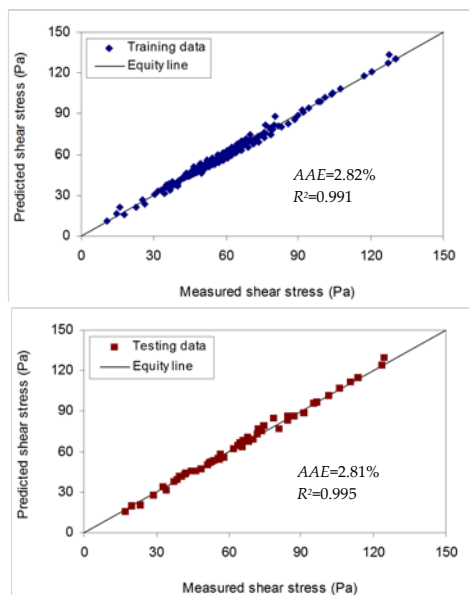 150
120
90
60
30
0
Predicted shear stress (Pa)
Training data
Equity line
AAE=2.82%
R²=0.991
0 30 60 90 120 150
Measured shear stress (Pa)
150
120
90
60
30
0
Predicted shear stress (Pa)
Testing data
Equity line
AAE=2.81%
R²=0.995
0 30 60 90 120 150
Measured shear stress (Pa)